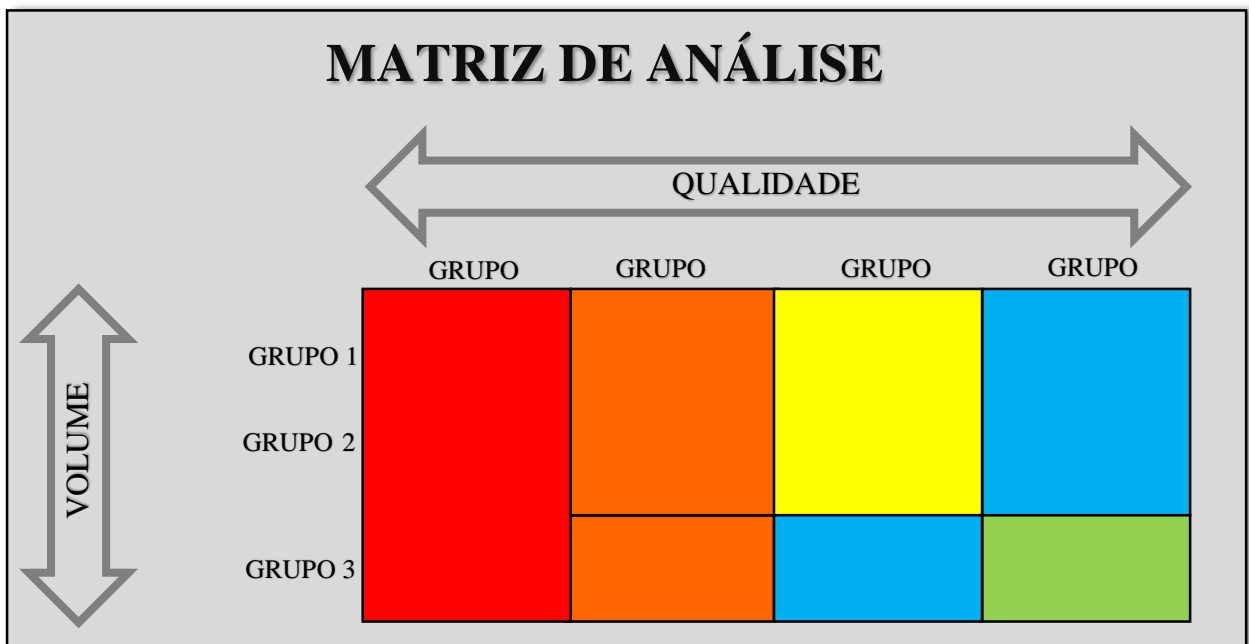 MATRIZ DE ANÁLISE
QUALIDADE
GRUPO GRUPO GRUPO GRUPO
VOLUME
GRUPO 1
GRUPO 2
GRUPO 3